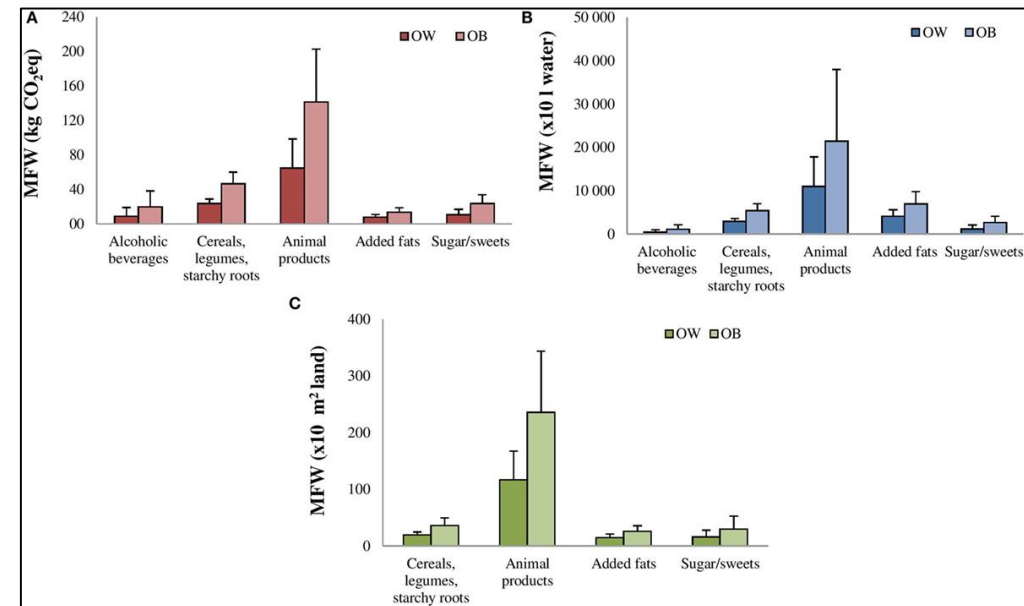 A
MFW (kg CO₂eq)
240
200
160
120
80
40
00
OW OB
Alcoholic
beverages
Cereals,
legumes,
starchy roots
Animal
products
Added fats
Sugar/sweets
B
MFW (x10 l water)
50 000
40 000
30 000
20 000
10 000
0
OW OB
Alcoholic
beverages
Cereals,
legumes,
starchy roots
Animal
products
Added fats
Sugar/sweets
C
MFW (x10 m² land)
400
300
200
100
0
OW OB
Cereals,
legumes,
starchy roots
Animal
products
Added fats
Sugar/sweets